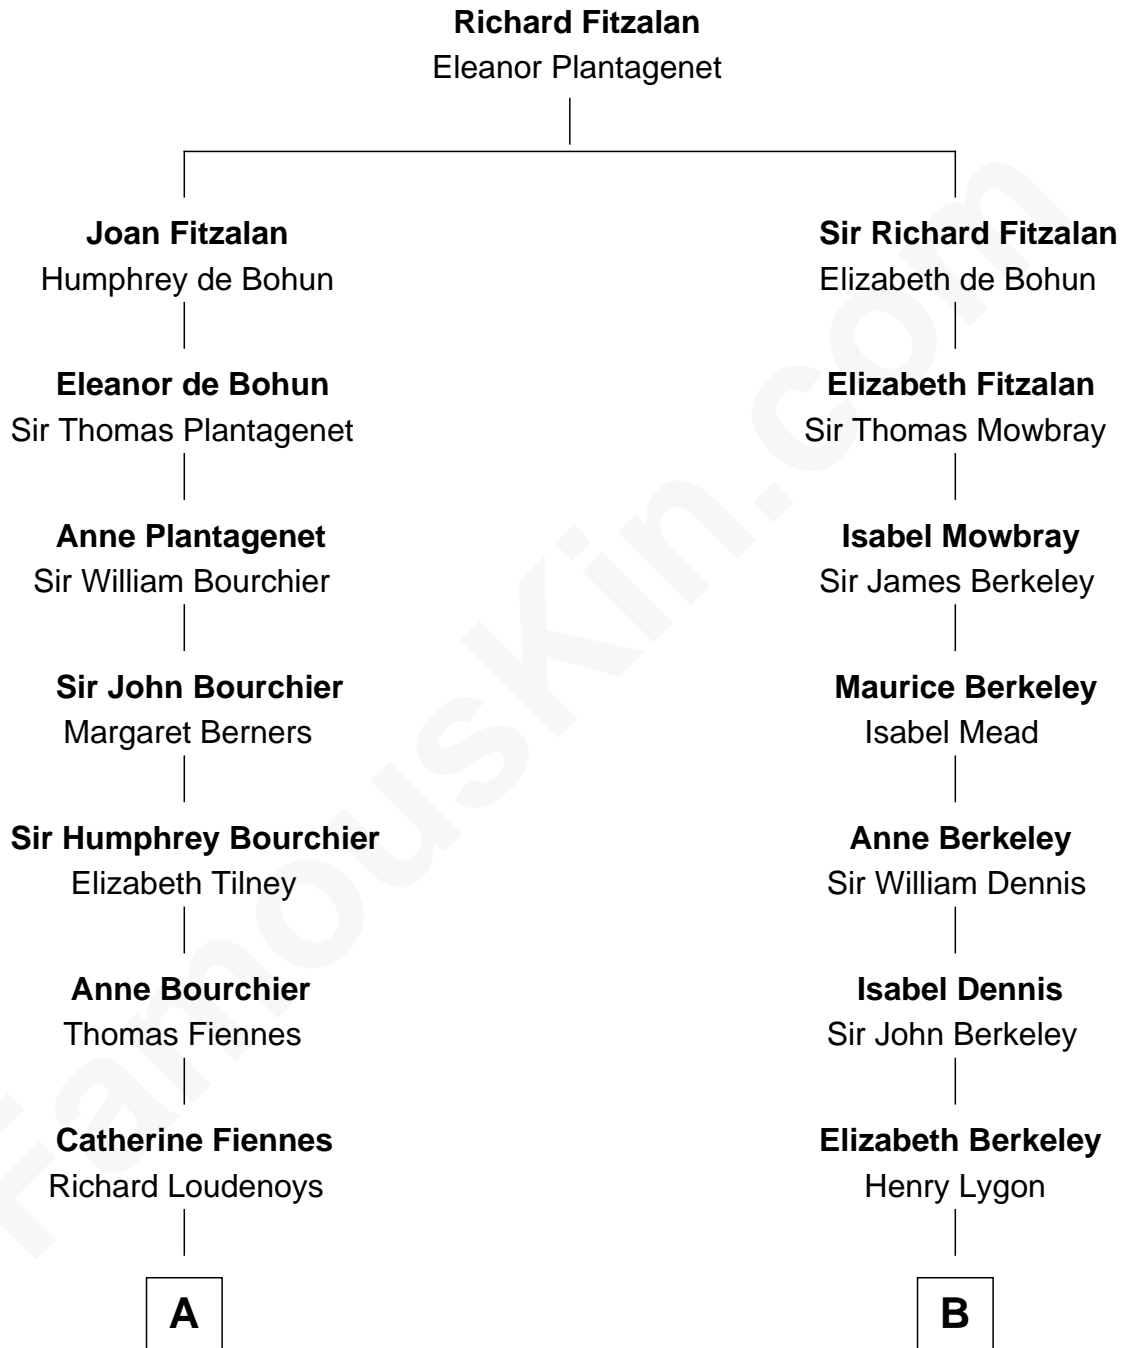 Richard Fitzalan
Eleanor Plantagenet
Joan Fitzalan
Humphrey de Bohun
Sir Richard Fitzalan
Elizabeth de Bohun
Eleanor de Bohun
Sir Thomas Plantagenet
Elizabeth Fitzalan
Sir Thomas Mowbray
Anne Plantagenet
Sir William Bourchier
Isabel Mowbray
Sir James Berkeley
Sir John Bourchier
Margaret Berners
Maurice Berkeley
Isabel Mead
Sir Humphrey Bourchier
Elizabeth Tilney
Anne Berkeley
Sir William Dennis
Anne Bourchier
Thomas Fiennes
Isabel Dennis
Sir John Berkeley
Catherine Fiennes
Richard Loudenoys
Elizabeth Berkeley
Henry Lygon
A
B
FamousKin.com